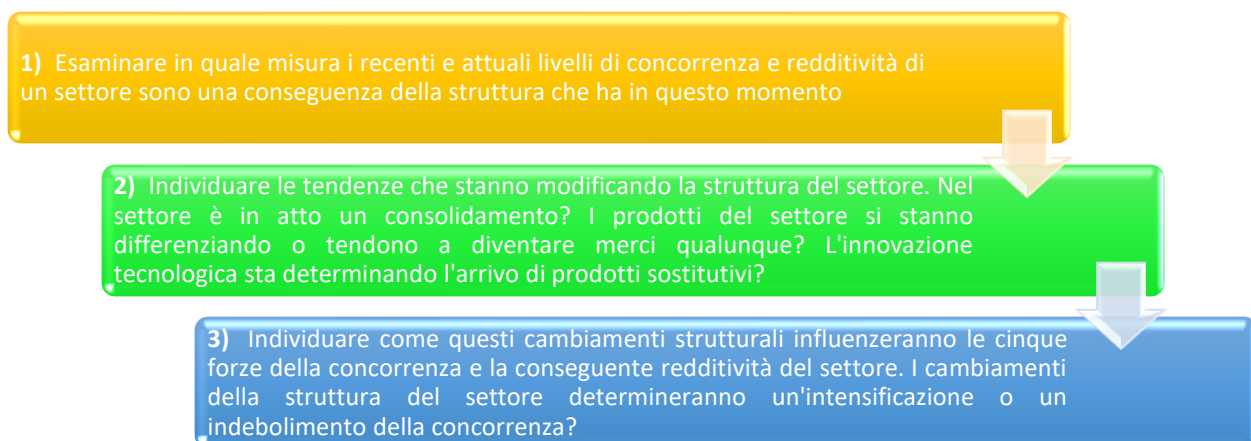 1) Esaminare in quale misura i recenti e attuali livelli di concorrenza e redditività di
un settore sono una conseguenza della struttura che ha in questo momento
2) Individuare le tendenze che stanno modificando la struttura del settore. Nel
settore è in atto un consolidamento? I prodotti del settore si stanno
differenziando o tendono a diventare merci qualunque? L'innovazione
tecnologica sta determinando l'arrivo di prodotti sostitutivi?
3) Individuare come questi cambiamenti strutturali influenzeranno le cinque
forze della concorrenza e la conseguente redditività del settore. I cambiamenti
della struttura del settore determineranno un'intensificazione o un
indebolimento della concorrenza?